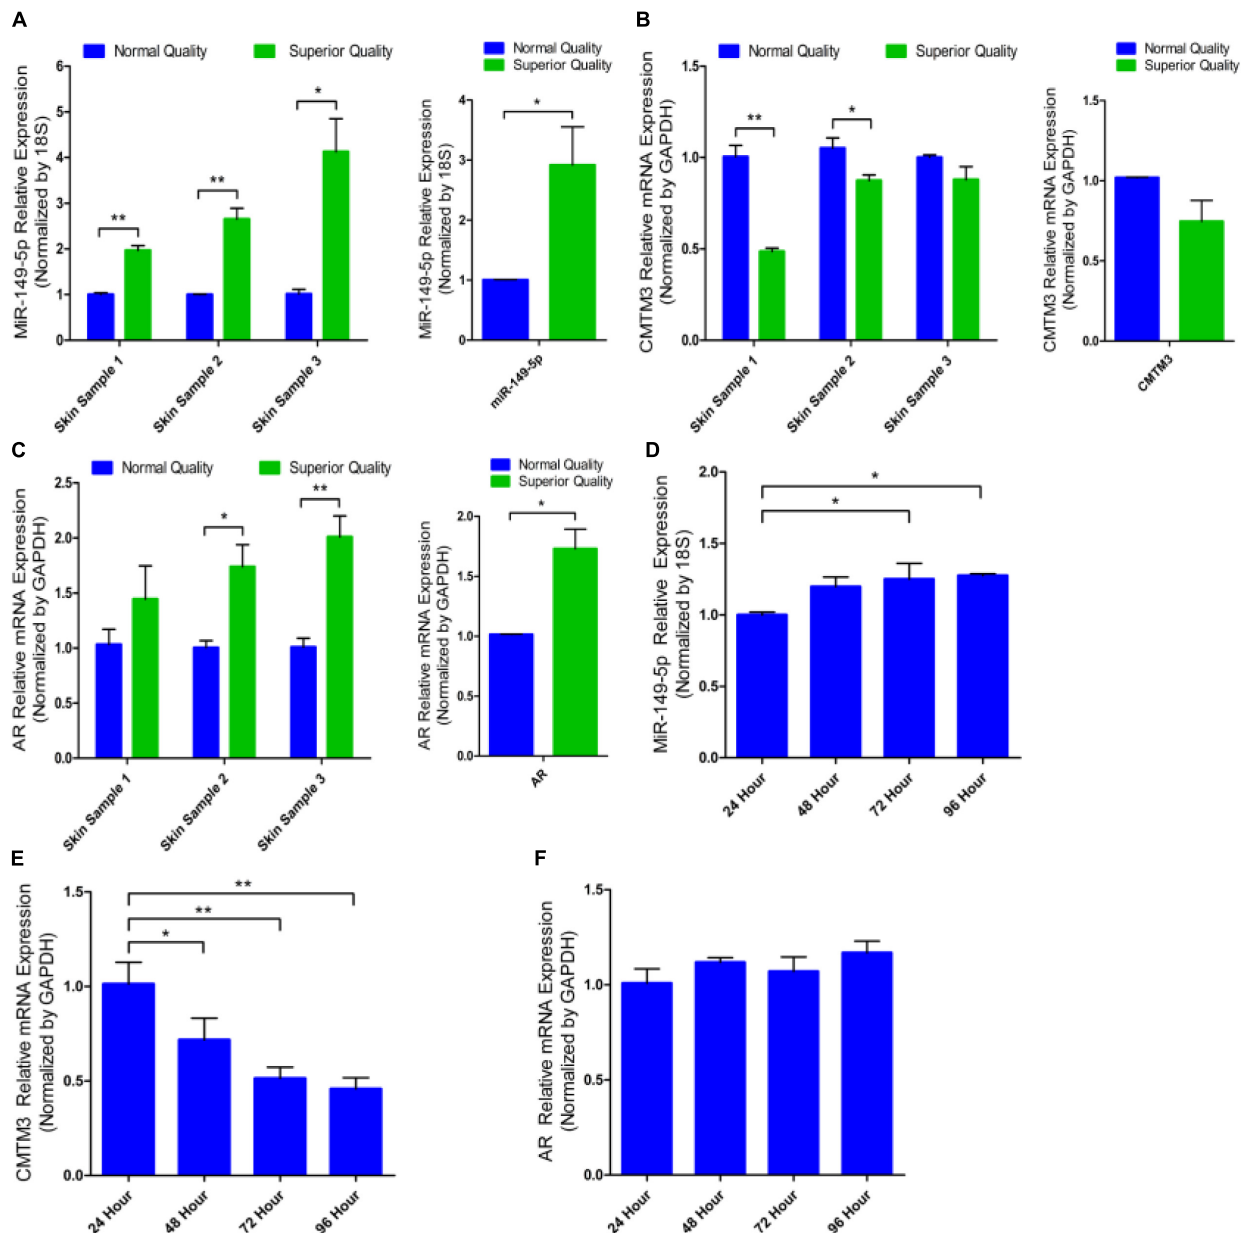 A
Normal Quality
Superior Quality
MiR-149-5p Relative Expression
(Normalized by 18S)
6
5
4
3
2
1
0
**
**
*
Skin Sample 1
Skin Sample 2
Skin Sample 3
Normal Quality
Superior Quality
MiR-149-5p Relative Expression
(Normalized by 18S)
4
3
2
1
0
*
miR-149-5p
B
Normal Quality
Superior Quality
CMTM3 Relative mRNA Expression
(Normalized by GAPDH)
1.5
1.0
0.5
0.0
**
*
Skin Sample 1
Skin Sample 2
Skin Sample 3
Normal Quality
Superior Quality
CMTM3 Relative mRNA Expression
(Normalized by GAPDH)
1.5
1.0
0.5
0.0
CMTM3
C
Normal Quality
Superior Quality
AR Relative mRNA Expression
(Normalized by GAPDH)
2.5
2.0
1.5
1.0
0.5
0.0
*
**
Skin Sample 1
Skin Sample 2
Skin Sample 3
Normal Quality
Superior Quality
AR Relative mRNA Expression
(Normalized by GAPDH)
2.0
1.5
1.0
0.5
0.0
*
AR
D
MiR-149-5p Relative Expression
(Normalized by 18S)
2.0
1.5
1.0
0.5
0.0
*
*
24 Hour
48 Hour
72 Hour
96 Hour
E
CMTM3 Relative mRNA Expression
(Normalized by GAPDH)
1.5
1.0
0.5
0.0
**
**
*
24 Hour
48 Hour
72 Hour
96 Hour
F
AR Relative mRNA Expression
(Normalized by GAPDH)
1.5
1.0
0.5
0.0
24 Hour
48 Hour
72 Hour
96 Hour